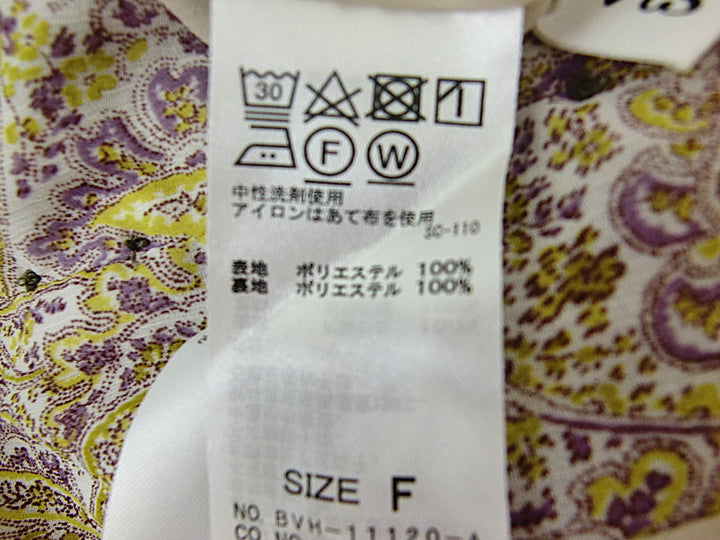 30
F W
中性洗剤使用
アイロンはあて布を使用
SC-110
表地 ポリエステル 100%
裏地 ポリエステル 100%
SIZE F
NO. BVH-11120-A
CO. NO.